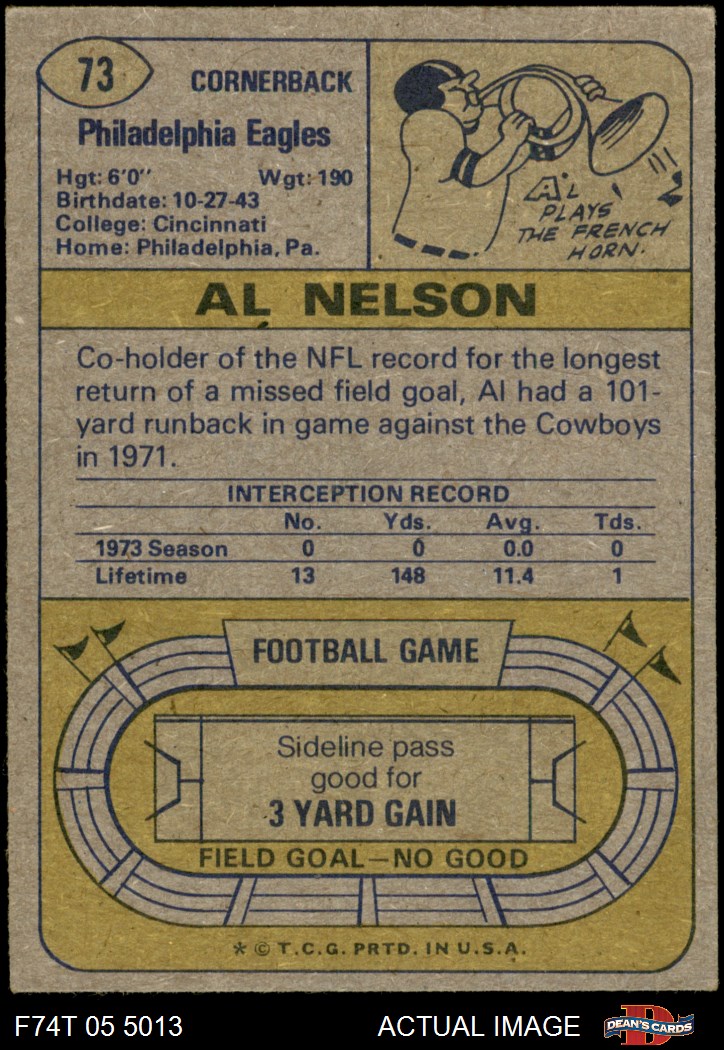 73
CORNERBACK
Philadelphia Eagles
Hgt: 6'0" Wgt: 190
Birthdate: 10-27-43
College: Cincinnati
Home: Philadelphia, Pa.
AL
PLAYS
THE FRENCH
HORN.
AL NELSON
Co-holder of the NFL record for the longest
return of a missed field goal, Al had a 101-
yard runback in game against the Cowboys
in 1971.
INTERCEPTION RECORD
No. Yds. Avg. Tds.
1973 Season 0 0 0.0 0
Lifetime 13 148 11.4 1
FOOTBALL GAME
Sideline pass
good for
3 YARD GAIN
FIELD GOAL—NO GOOD
* © T.C.G. PRTD. IN U.S.A.
F74T 05 5013 ACTUAL IMAGE D DEAN'S CARDS